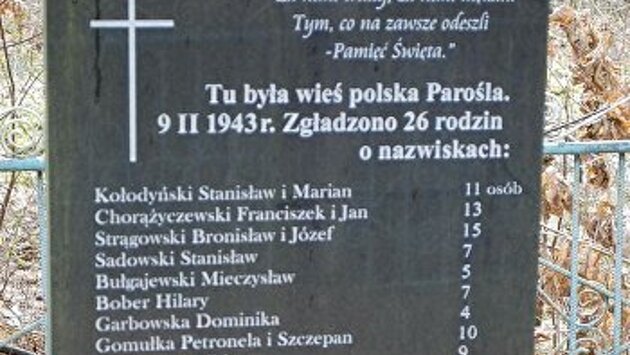 Tym, co na zawsze odeszli
-Pamięć Święta."
Tu była wieś polska Parośla.
9 II 1943 r. Zgładzono 26 rodzin
o nazwiskach:
Kołodyński Stanisław i Marian 11 osób
Chorążyczewski Franciszek i Jan 13
Strągowski Bronisław i Józef 15
Sadowski Stanisław 7
Bułgajewski Mieczysław 5
Bober Hilary 7
Garbowska Dominika 4
Gomułka Petronela i Szczepan 10
9